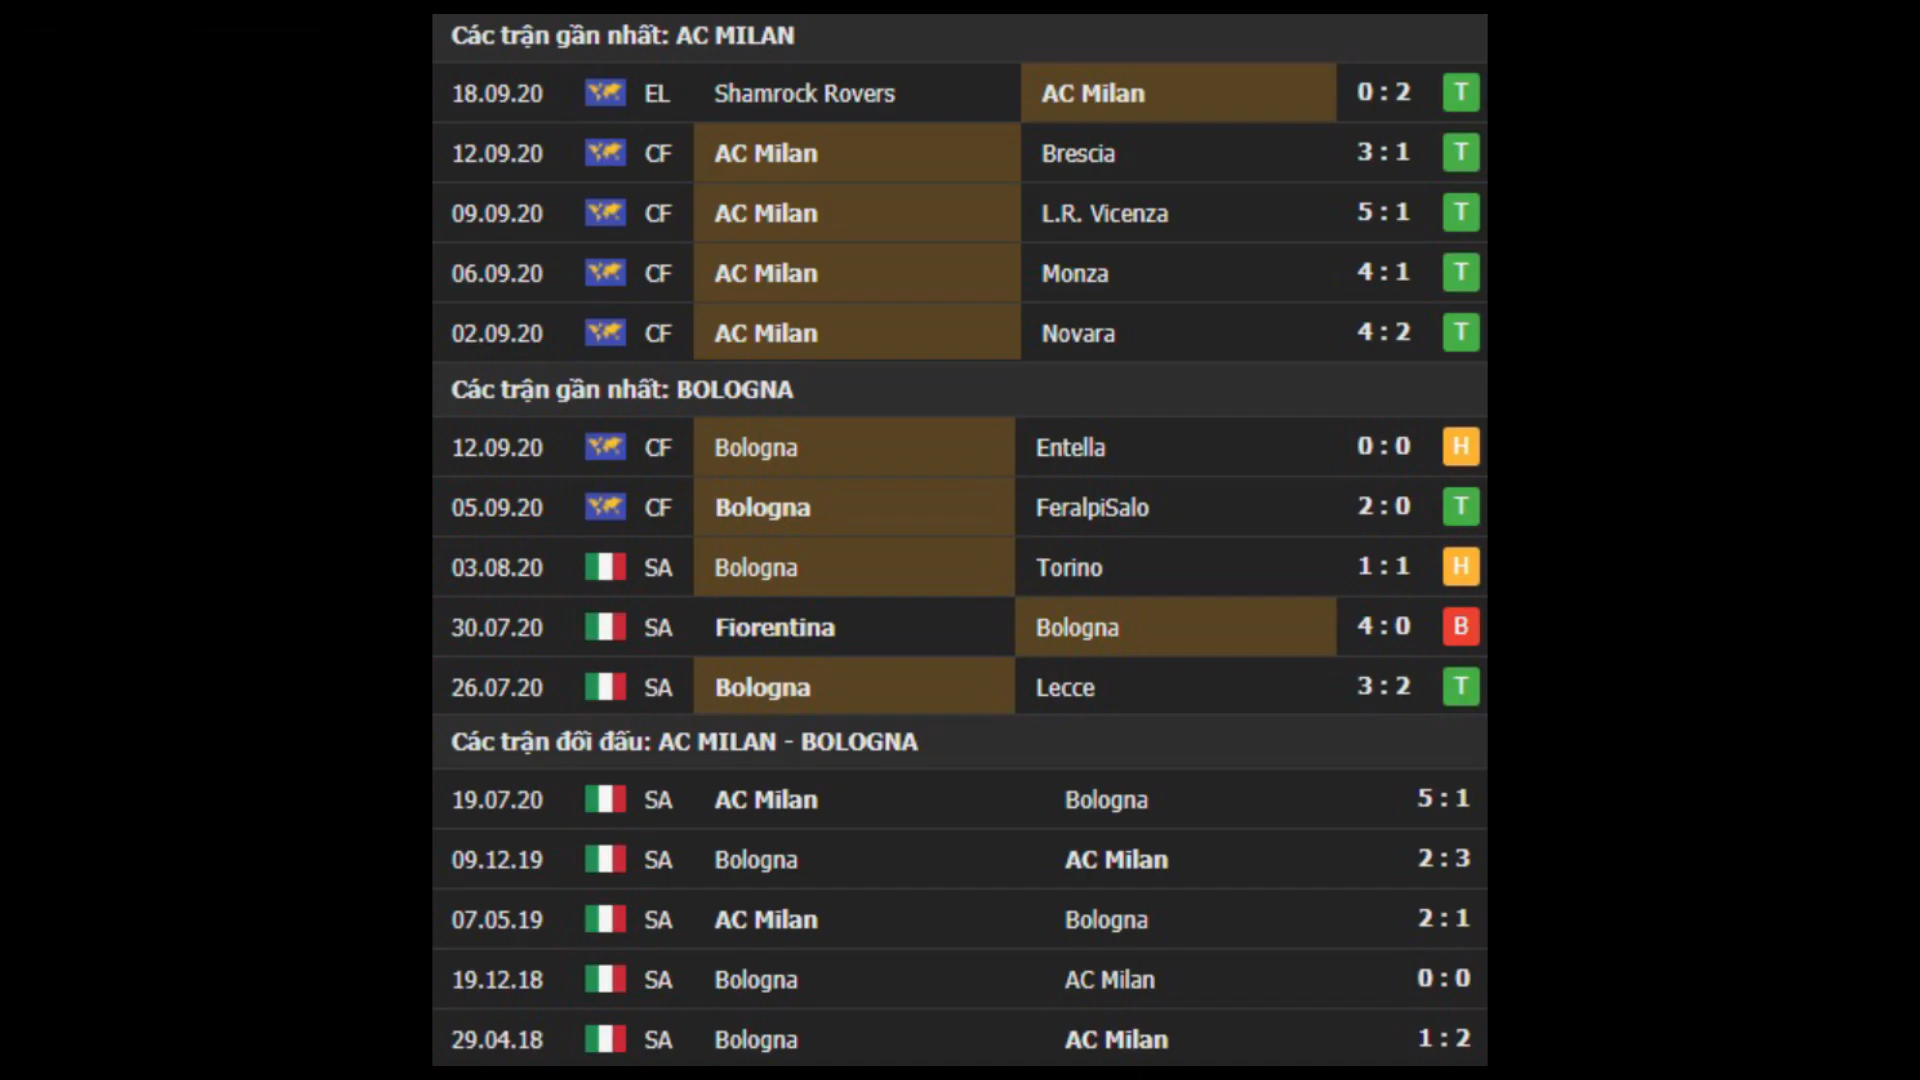 Các trận gần nhất: AC MILAN
18.09.20 EL Shamrock Rovers AC Milan 0 : 2 T
12.09.20 CF AC Milan Brescia 3 : 1 T
09.09.20 CF AC Milan L.R. Vicenza 5 : 1 T
06.09.20 CF AC Milan Monza 4 : 1 T
02.09.20 CF AC Milan Novara 4 : 2 T
Các trận gần nhất: BOLOGNA
12.09.20 CF Bologna Entella 0 : 0 H
05.09.20 CF Bologna FeralpiSalo 2 : 0 T
03.08.20 SA Bologna Torino 1 : 1 H
30.07.20 SA Fiorentina Bologna 4 : 0 B
26.07.20 SA Bologna Lecce 3 : 2 T
Các trận đối đấu: AC MILAN - BOLOGNA
19.07.20 SA AC Milan Bologna 5 : 1
09.12.19 SA Bologna AC Milan 2 : 3
07.05.19 SA AC Milan Bologna 2 : 1
19.12.18 SA Bologna AC Milan 0 : 0
29.04.18 SA Bologna AC Milan 1 : 2